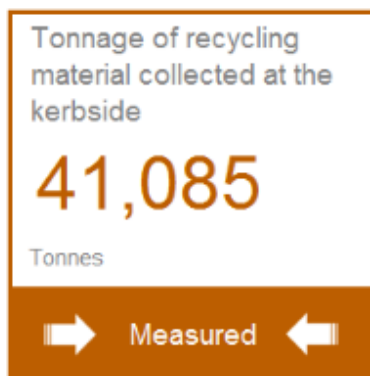 Tonnage of recycling
material collected at the
kerbside
41,085
Tonnes
Measured